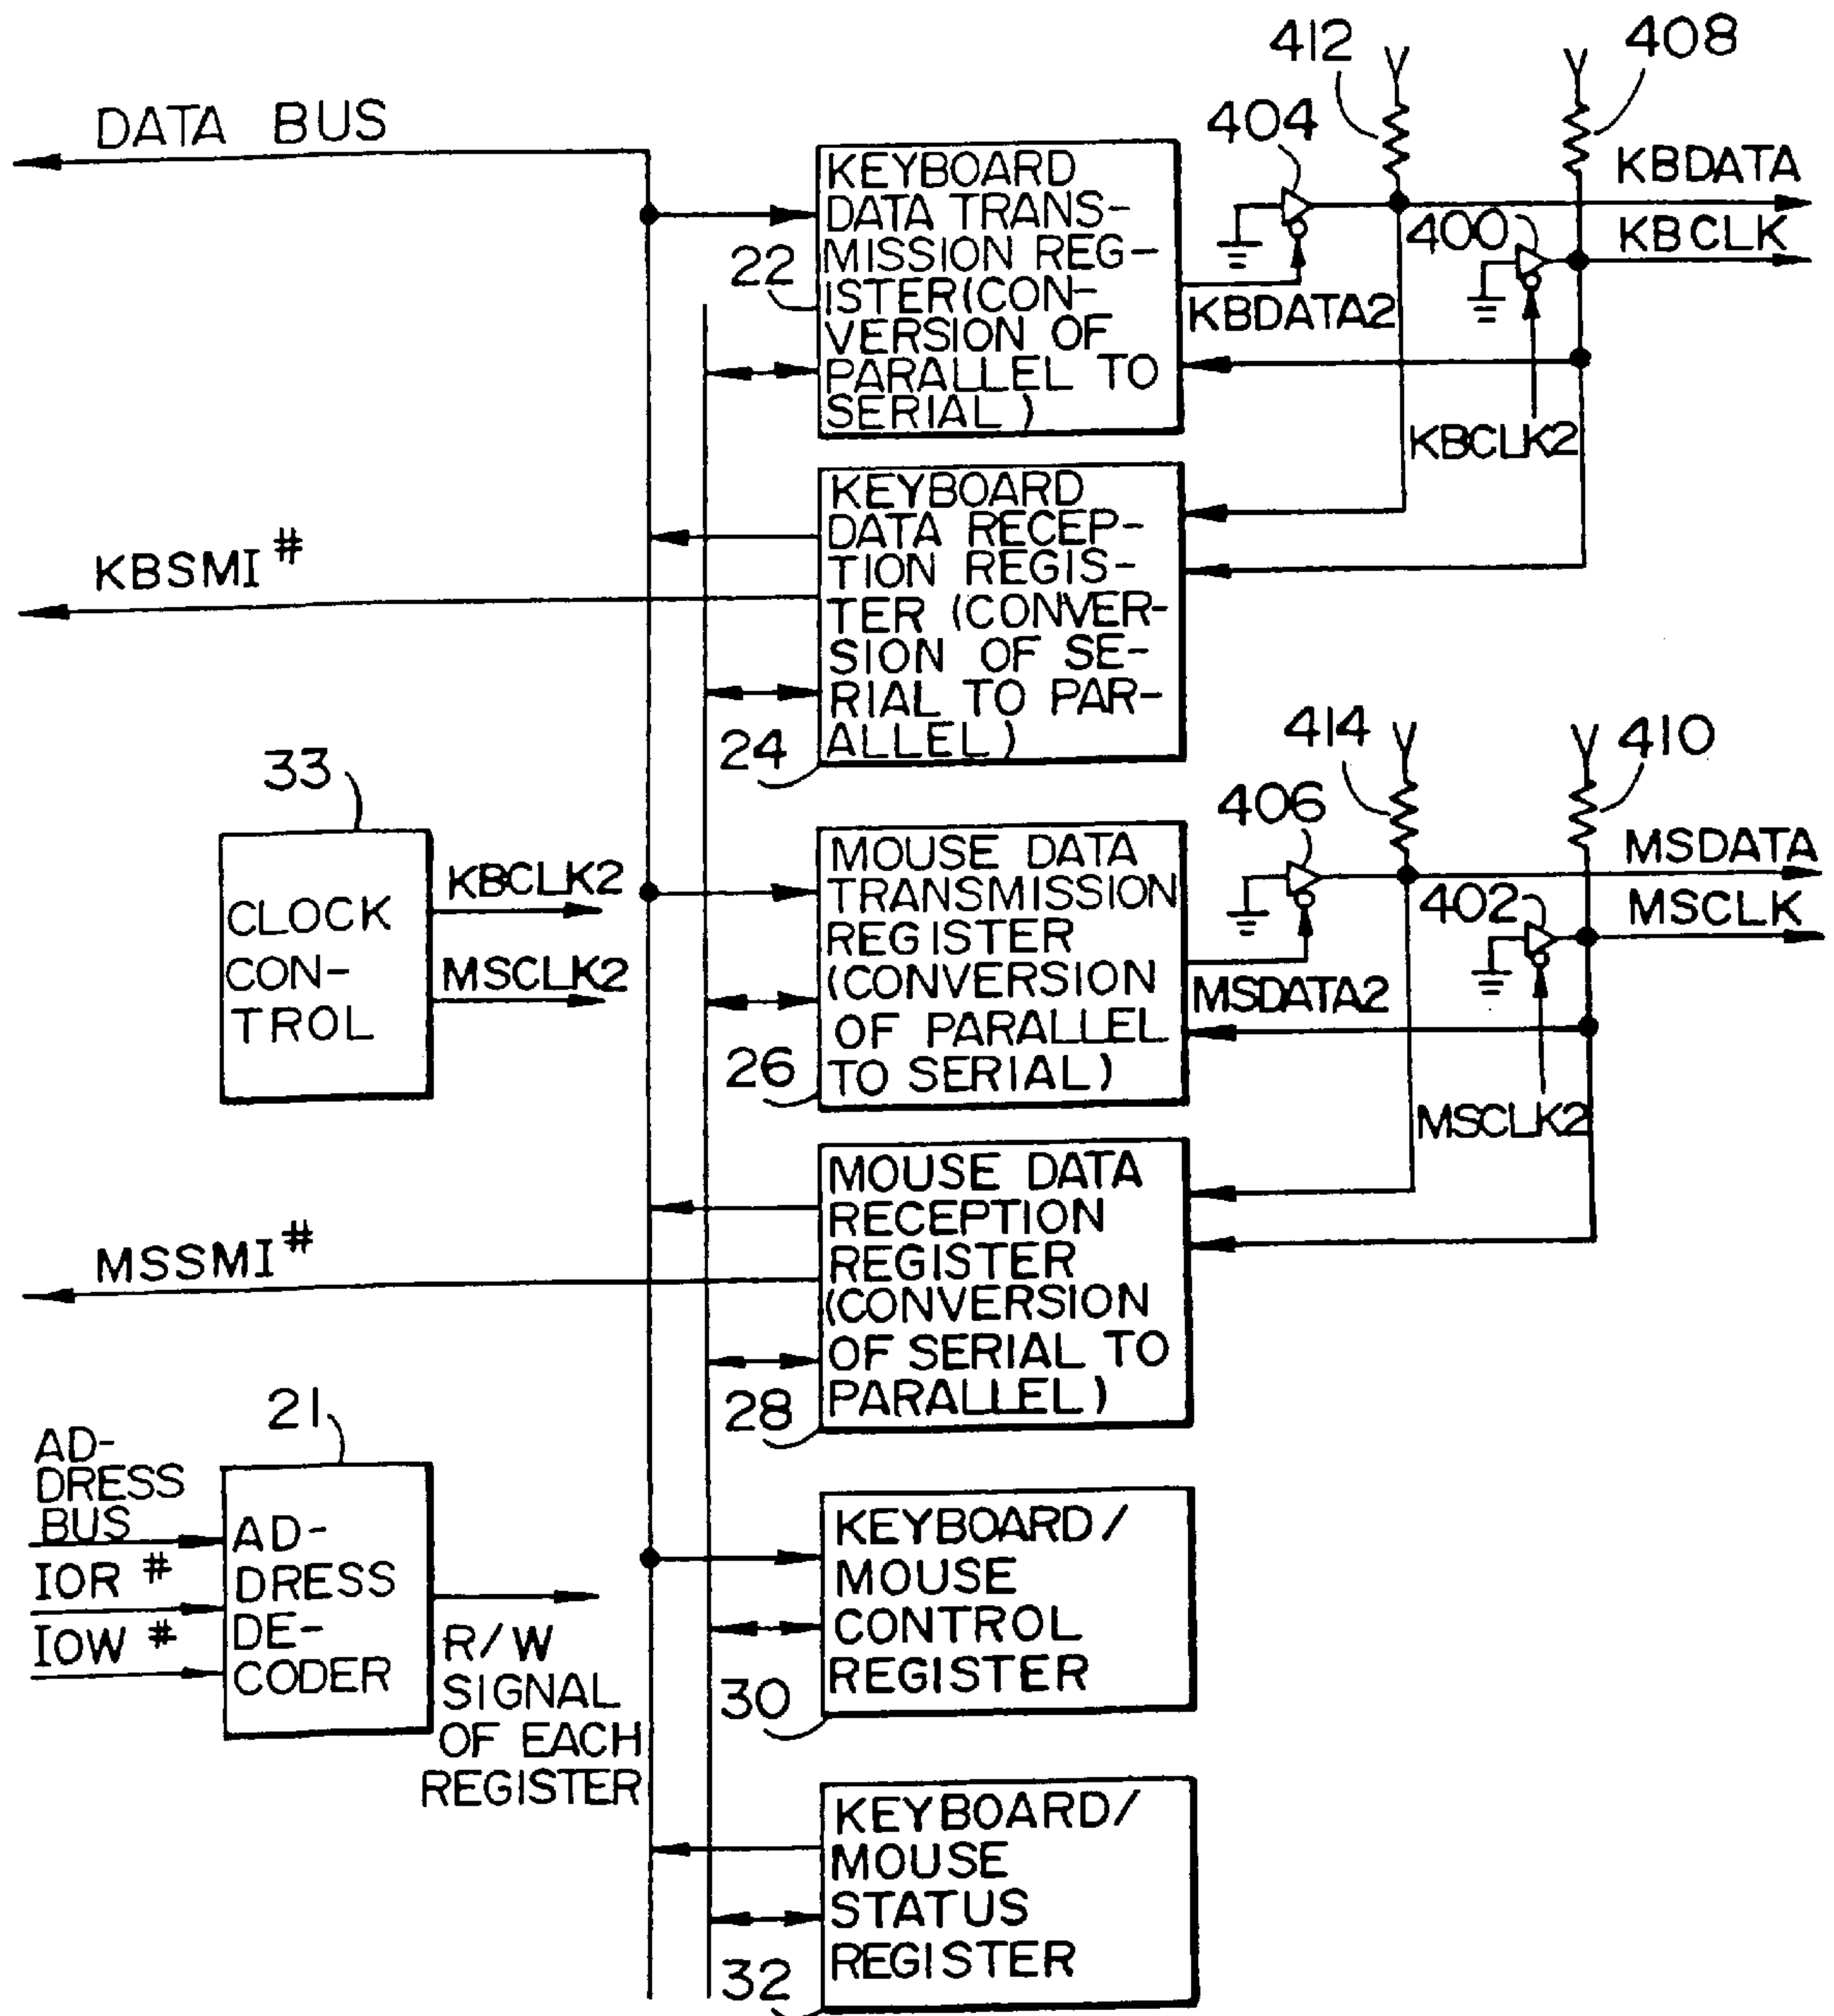 412
408
DATA BUS
404
KEYBOARD
DATA TRANS-
MISSION REG-
ISTER(CON-
VERSION OF
PARALLEL TO
SERIAL)
22
KBDATA
400
KBCLK
KBDATA2
KBCLK2
KEYBOARD
DATA RECEP-
TION REGIS-
TER (CONVER-
SION OF SE-
RIAL TO PAR-
ALLEL)
24
KBSMI#
414
410
33
406
CLOCK
CON-
TROL
KBCLK2
MSCLK2
MOUSE DATA
TRANSMISSION
REGISTER
(CONVERSION
OF PARALLEL
TO SERIAL)
26
MSDATA
402
MSCLK
MSDATA2
MSCLK2
MOUSE DATA
RECEPTION
REGISTER
(CONVERSION
OF SERIAL TO
PARALLEL)
28
MSSMI#
21
AD-
DRESS
BUS
IOR #
IOW #
AD-
DRESS
DE-
CODER
R/W
SIGNAL
OF EACH
REGISTER
KEYBOARD/
MOUSE
CONTROL
REGISTER
30
KEYBOARD/
MOUSE
STATUS
REGISTER
32